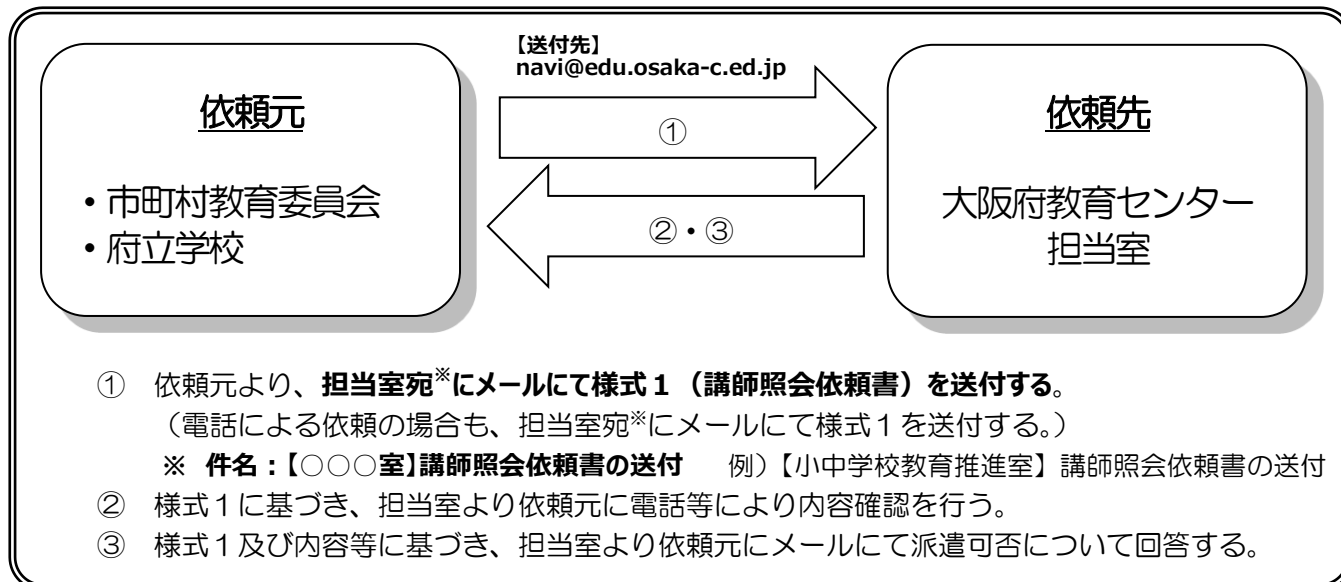 【送付先】
navi@edu.osaka-c.ed.jp
依頼元
・市町村教育委員会
・府立学校
①
②・③
依頼先
大阪府教育センター
担当室
① 依頼元より、担当室宛※にメールにて様式１（講師照会依頼書）を送付する。
（電話による依頼の場合も、担当室宛※にメールにて様式１を送付する。）
※ 件名：【○○○室】講師照会依頼書の送付　例）【小中学校教育推進室】講師照会依頼書の送付
② 様式１に基づき、担当室より依頼元に電話等により内容確認を行う。
③ 様式１及び内容等に基づき、担当室より依頼元にメールにて派遣可否について回答する。